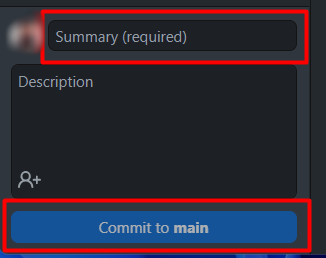 Summary (required)
Description
Commit to main